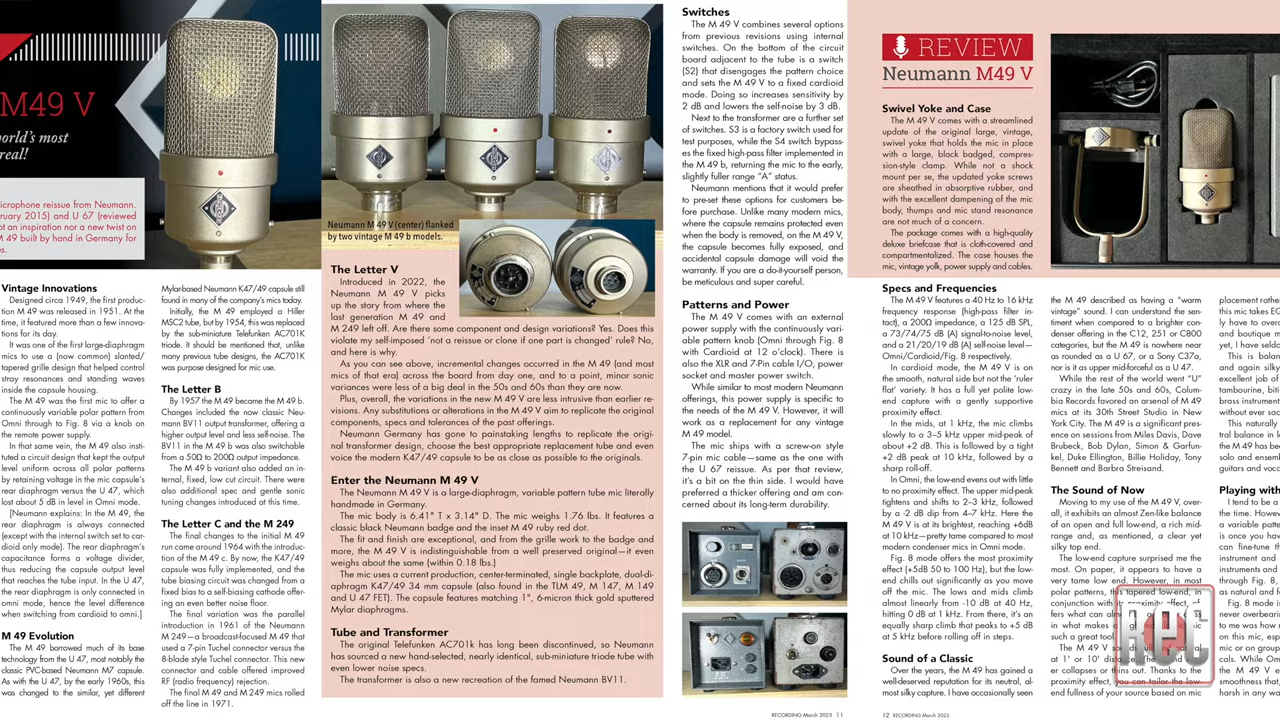 M49 V
world's most
real!
microphone reissue from Neumann.
ruary 2015) and U 67 (reviewed
ot an inspiration nor a new twist on
M 49 built by hand in Germany for
s.
Vintage Innovations
Designed circa 1949, the first produc-
tion M 49 was released in 1951. At the
time, it featured more than a few innova-
tions for its day.
It was one of the first large-diaphragm
mics to use a (now common) slanted/
tapered grille design that helped control
stray resonances and standing waves
inside the capsule housing.
The M 49 was the first mic to offer a
continuously variable polar pattern from
Omni through to Fig. 8 via a knob on
the remote power supply.
In that same vein, the M 49 also insti-
tuted a circuit design that kept the output
level uniform across all polar patterns
by retaining voltage in the mic capsule's
rear diaphragm versus the U 47, which
lost about 5 dB in level in Omni mode.
[Neumann explains: In the M 49, the
rear diaphragm is always connected
(except with the internal switch set to car-
dioid only mode). The rear diaphragm's
capacitance forms a voltage divider,
thus reducing the capsule output level
that reaches the tube input. In the U 47,
the rear diaphragm is only connected in
omni mode, hence the level difference
when switching from cardioid to omni.]
M 49 Evolution
The M 49 borrowed much of its base
technology from the U 47, most notably the
classic PVC-based Neumann M7 capsule.
As with the U 47, by the early 1960s, this
was changed to the similar, yet different
Mylar-based Neumann K47/49 capsule still
found in many of the company's mics today.
Initially, the M 49 employed a Hiller
MSC2 tube, but by 1954, this was replaced
by the sub-miniature Telefunken AC701K
triode. It should be mentioned that, unlike
many previous tube designs, the AC701K
was purpose designed for mic use.
The Letter B
By 1957 the M 49 became the M 49 b.
Changes included the now classic Neu-
mann BV11 output transformer, offering a
higher output level and less self-noise. The
BV11 in the M 49 b was also switchable
from a 50Ω to 200Ω output impedance.
The M 49 b variant also added an in-
ternal, fixed, low cut circuit. There were
also additional spec and gentle sonic
tuning changes introduced at this time.
The Letter C and the M 249
The final changes to the initial M 49
run came around 1964 with the introduc-
tion of the M 49 c. By now, the K47/49
capsule was fully implemented, and the
tube biasing circuit was changed from a
fixed bias to a self-biasing cathode offer-
ing an even better noise floor.
The final variation was the parallel
introduction in 1961 of the Neumann
M 249—a broadcast-focused M 49 that
used a 7-pin Tuchel connector versus the
8-blade style Tuchel connector. This new
connector and cable offered improved
RF (radio frequency) rejection.
The final M 49 and M 249 mics rolled
off the line in 1971.
Neumann M 49 V (center) flanked
by two vintage M 49 b models.
The Letter V
Introduced in 2022, the
Neumann M 49 V picks
up the story from where the
last generation M 49 and
M 249 left off. Are there some component and design variations? Yes. Does this
violate my self-imposed 'not a reissue or clone if one part is changed' rule? No,
and here is why.
As you can see above, incremental changes occurred in the M 49 (and most
mics of that era) across the board from day one, and to a point, minor sonic
variances were less of a big deal in the 50s and 60s than they are now.
Plus, overall, the variations in the new M 49 V are less intrusive than earlier re-
visions. Any substitutions or alterations in the M 49 V aim to replicate the original
components, specs and tolerances of the past offerings.
Neumann Germany has gone to painstaking lengths to replicate the origi-
nal transformer design, choose the best appropriate replacement tube and even
voice the modern K47/49 capsule to be as close as possible to the originals.
Enter the Neumann M 49 V
The Neumann M 49 V is a large-diaphragm, variable pattern tube mic literally
handmade in Germany.
The mic body is 6.41" T x 3.14" D. The mic weighs 1.76 lbs. It features a
classic black Neumann badge and the inset M 49 ruby red dot.
The fit and finish are exceptional, and from the grille work to the badge and
more, the M 49 V is indistinguishable from a well preserved original—it even
weighs about the same (within 0.18 lbs.)
The mic uses a current production, center-terminated, single backplate, dual-di-
aphragm K47/49 34 mm capsule (also found in the TLM 49, M 147, M 149
and U 47 FET). The capsule features matching 1", 6-micron thick gold sputtered
Mylar diaphragms.
Tube and Transformer
The original Telefunken AC701k has long been discontinued, so Neumann
has sourced a new hand-selected, nearly identical, sub-miniature triode tube with
even lower noise specs.
The transformer is also a new recreation of the famed Neumann BV11.
Switches
The M 49 V combines several options
from previous revisions using internal
switches. On the bottom of the circuit
board adjacent to the tube is a switch
(S2) that disengages the pattern choice
and sets the M 49 V to a fixed cardioid
mode. Doing so increases sensitivity by
2 dB and lowers the self-noise by 3 dB.
Next to the transformer are a further set
of switches. S3 is a factory switch used for
test purposes, while the S4 switch bypass-
es the fixed high-pass filter implemented in
the M 49 b, returning the mic to the early,
slightly fuller range "A" status.
Neumann mentions that it would prefer
to pre-set these options for customers be-
fore purchase. Unlike many modern mics,
where the capsule remains protected even
when the body is removed, on the M 49 V,
the capsule becomes fully exposed, and
accidental capsule damage will void the
warranty. If you are a do-it-yourself person,
be meticulous and super careful.
Patterns and Power
The M 49 V comes with an external
power supply with the continuously vari-
able pattern knob (Omni through Fig. 8
with Cardioid at 12 o'clock). There is
also the XLR and 7-Pin cable I/O, power
socket and master power switch.
While similar to most modern Neumann
offerings, this power supply is specific to
the needs of the M 49 V. However, it will
work as a replacement for any vintage
M 49 model.
The mic ships with a screw-on style
7-pin mic cable—same as the one with
the U 67 reissue. As per that review,
it's a bit on the thin side. I would have
preferred a thicker offering and am con-
cerned about its long-term durability.
RECORDING March 2023 11
REVIEW
Neumann M49 V
Swivel Yoke and Case
The M 49 V comes with a streamlined
update of the original large, vintage,
swivel yoke that holds the mic in place
with a large, black badged, compres-
sion-style clamp. While not a shock
mount per se, the updated yoke screws
are sheathed in absorptive rubber, and
with the excellent dampening of the mic
body, thumps and mic stand resonance
are not much of a concern.
The package comes with a high-quality
deluxe briefcase that is cloth-covered and
compartmentalized. The case houses the
mic, vintage yolk, power supply and cables.
Specs and Frequencies
The M 49 V features a 40 Hz to 16 kHz
frequency response (high-pass filter in-
tact), a 200Ω impedance, a 125 dB SPL,
a 73/74/75 dB (A) signal-to-noise level,
and a 21/20/19 dB (A) self-noise level—
Omni/Cardioid/Fig. 8 respectively.
In cardioid mode, the M 49 V is on
the smooth, natural side but not the 'ruler
flat' variety. It has a full yet polite low-
end capture with a gently supportive
proximity effect.
In the mids, at 1 kHz, the mic climbs
slowly to a 3–5 kHz upper mid-peak of
about +2 dB. This is followed by a tight
+2 dB peak at 10 kHz, followed by a
sharp roll-off.
In Omni, the low-end evens out with little
to no proximity effect. The upper mid-peak
tightens and shifts to 2–3 kHz, followed
by a -2 dB dip from 4–7 kHz. Here the
M 49 V is at its brightest, reaching +6dB
at 10 kHz—pretty tame compared to most
modern condenser mics in Omni mode.
Fig. 8 mode offers the most proximity
effect (+5dB 50 to 100 Hz), but the low-
end chills out significantly as you move
off the mic. The lows and mids climb
almost linearly from -10 dB at 40 Hz,
hitting 0 dB at 1 kHz. From there, it's an
equally sharp climb that peaks to +5 dB
at 5 kHz before rolling off in steps.
Sound of a Classic
Over the years, the M 49 has gained a
well-deserved reputation for its neutral, al-
most silky capture. I have occasionally seen
the M 49 described as having a "warm
vintage" sound. I can understand the sen-
timent when compared to a brighter con-
denser offering in the C12, 251 or C800
categories, but the M 49 is nowhere near
as rounded as a U 67, or a Sony C37a,
nor is it as upper mid-forceful as a U 47.
While the rest of the world went "U"
crazy in the late 50s and 60s, Colum-
bia Records favored an arsenal of M 49
mics at its 30th Street Studio in New
York City. The M 49 is a significant pres-
ence on sessions from Miles Davis, Dave
Brubeck, Bob Dylan, Simon & Garfun-
kel, Duke Ellington, Billie Holiday, Tony
Bennett and Barbra Streisand.
The Sound of Now
Moving to my use of the M 49 V, over-
all, it exhibits an almost Zen-like balance
of an open and full low-end, a rich mid-
range and, as mentioned, a clear yet
silky top end.
The low-end capture surprised me the
most. On paper, it appears to have a
very tame low end. However, in most
polar patterns, this tapered low-end, in
conjunction with its proximity effect, of-
fers what can
in what makes
such a great tool.
The M 49 V
at 1' or 10'
er collapses or thins out. Thanks to the
proximity effect, you can tailor the low-
end fullness of your source based on mic
placement rathe
this mic takes EG
ly have to overd
and boutique m
yet, I have seldo
This is balan
and again silky
excellent job of
tambourine, bit
brass instrument
without ever sac
This naturally
tral balance in l
the M 49 has bee
solo and ensemb
guitars and voca
Playing with
I tend to be a
the time. Howev
a variable patter
is once you hav
can fine-tune th
instrument and
instruments and
through Fig. 8,
as natural and f
Fig. 8 mode i
never overbearin
to me was how n
on this mic, espe
mic or on group
cals. While
the M 49 V e
smoothness that,
harsh in any wa
12 RECORDING March 2023
rec